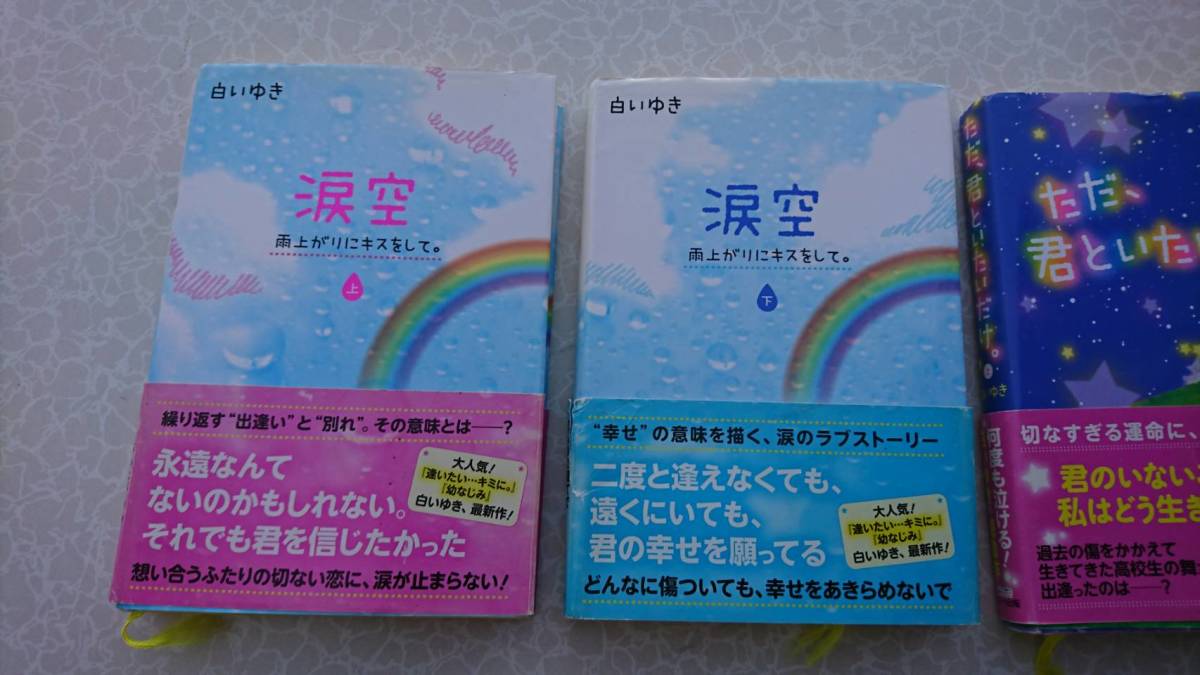 白いゆき
涙空
雨上がりにキスをして。
上
繰り返す“出逢い”と“別れ”。その意味とは──?
永遠なんて
ないのかもしれない。
それでも君を信じたかった
大人気!
『逢いたい…キミに。』
『幼なじみ』
白いゆき、最新作!
想い合うふたりの切ない恋に、涙が止まらない!
白いゆき
涙空
雨上がりにキスをして。
下
“幸せ”の意味を描く、涙のラブストーリー
二度と逢えなくても、
遠くにいても、
君の幸せを願ってる
大人気!
『逢いたい…キミに。』
『幼なじみ』
白いゆき、最新作!
どんなに傷ついても、幸せをあきらめないで
ただ、君といたいだけ。
上
ゆき
何度も泣ける!
ただ、
君といた
切なすぎる運命に、
君のいない
私はどう生き
過去の傷をかかえて
生きてきた高校生の舞
出逢ったのは──?